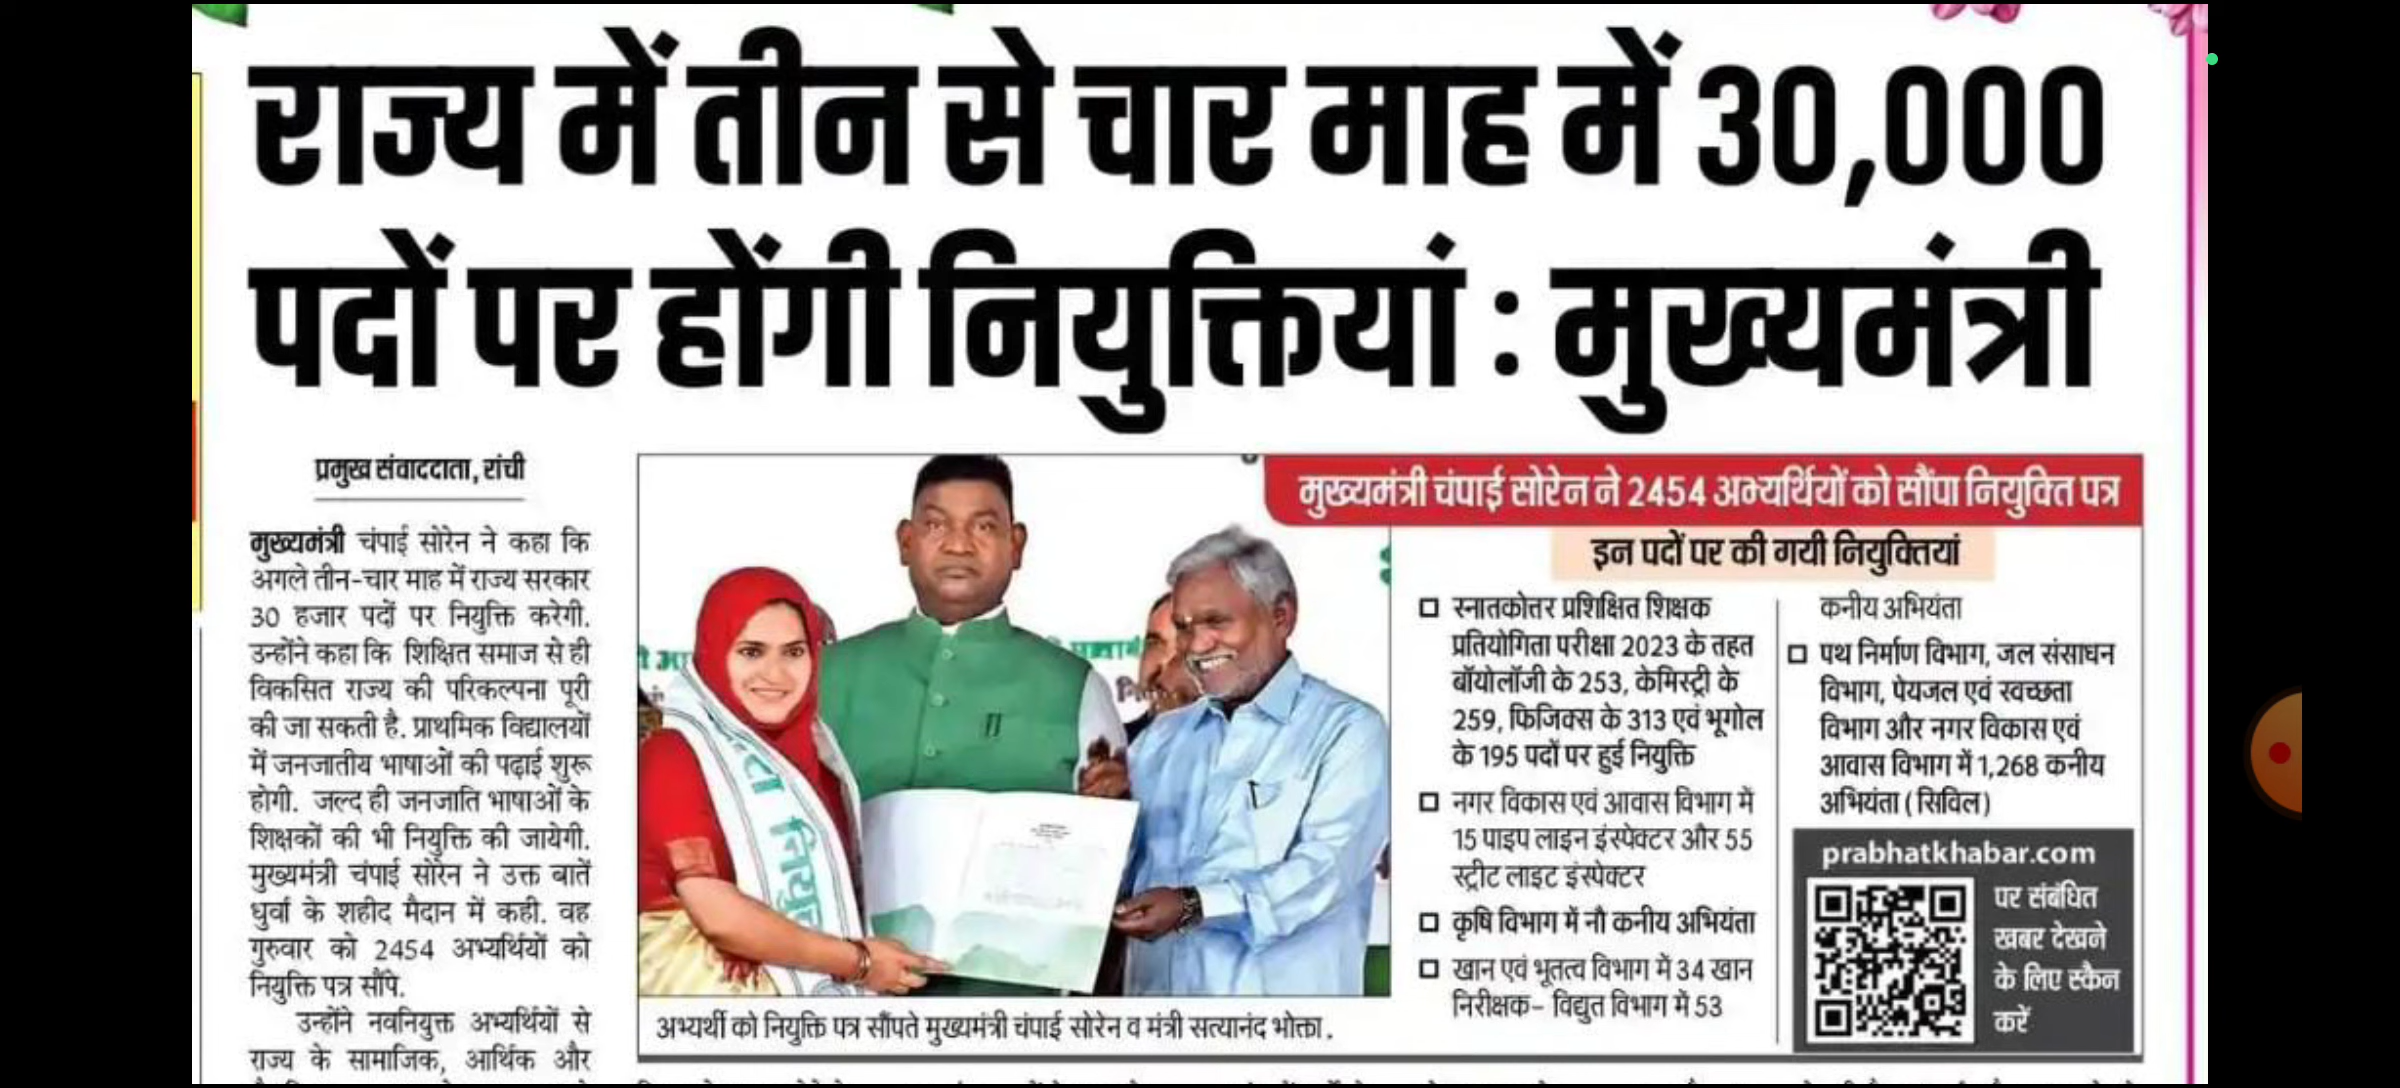 राज्य में तीन से चार माह में 30,000
पदों पर होंगी नियुक्तियां : मुख्यमंत्री
प्रमुख संवाददाता, रांची
मुख्यमंत्री चंपाई सोरेन ने कहा कि
अगले तीन-चार माह में राज्य सरकार
30 हजार पदों पर नियुक्ति करेगी.
उन्होंने कहा कि शिक्षित समाज से ही
विकसित राज्य की परिकल्पना पूरी
की जा सकती है. प्राथमिक विद्यालयों
में जनजातीय भाषाओं की पढ़ाई शुरू
होगी. जल्द ही जनजाति भाषाओं के
शिक्षकों की भी नियुक्ति की जायेगी.
मुख्यमंत्री चंपाई सोरेन ने उक्त बातें
धुर्वा के शहीद मैदान में कही. वह
गुरुवार को 2454 अभ्यर्थियों को
नियुक्ति पत्र सौंपे.
उन्होंने नवनियुक्त अभ्यर्थियों से
राज्य के सामाजिक, आर्थिक और
अभ्यर्थी को नियुक्ति पत्र सौंपते मुख्यमंत्री चंपाई सोरेन व मंत्री सत्यानंद भोक्ता .
मुख्यमंत्री चंपाई सोरेन ने 2454 अभ्यर्थियों को सौंपा नियुक्ति पत्र
इन पदों पर की गयी नियुक्तियां
स्नातकोत्तर प्रशिक्षित शिक्षक
प्रतियोगिता परीक्षा 2023 के तहत
बॉयोलॉजी के 253, केमिस्ट्री के
259, फिजिक्स के 313 एवं भूगोल
के 195 पदों पर हुई नियुक्ति
नगर विकास एवं आवास विभाग में
15 पाइप लाइन इंस्पेक्टर और 55
स्ट्रीट लाइट इंस्पेक्टर
कृषि विभाग में नौ कनीय अभियंता
खान एवं भूतत्व विभाग में 34 खान
निरीक्षक- विद्युत विभाग में 53
कनीय अभियंता
पथ निर्माण विभाग, जल संसाधन
विभाग, पेयजल एवं स्वच्छता
विभाग और नगर विकास एवं
आवास विभाग में 1,268 कनीय
अभियंता ( सिविल )
prabhatkhabar.com
पर संबंधित
खबर देखने
के लिए स्कैन
करें